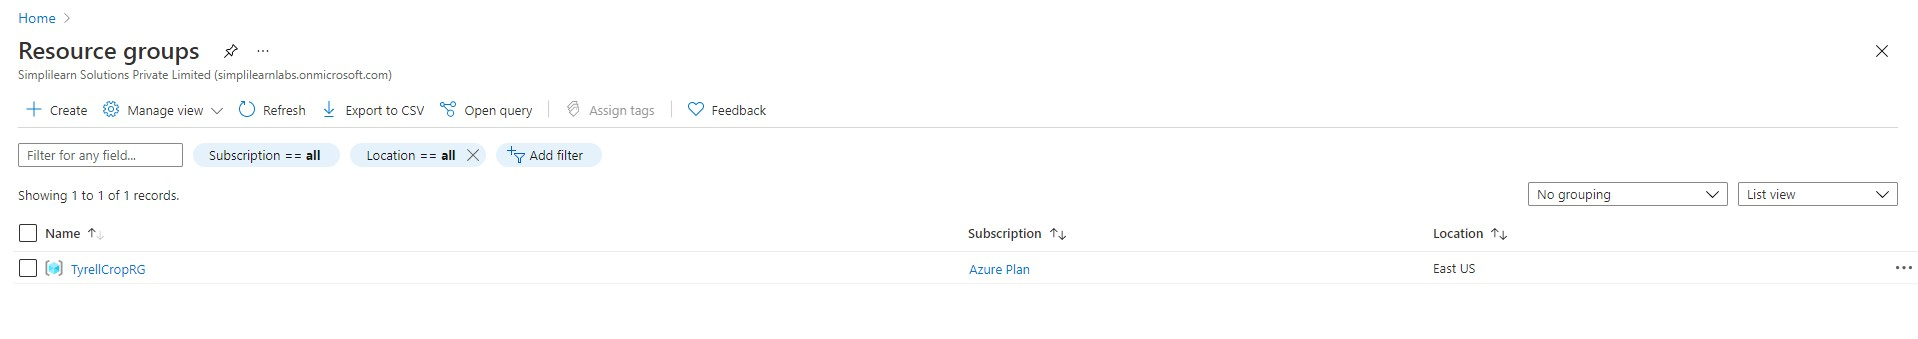 Home
Resource groups
Simplilearn Solutions Private Limited (simplilearnlabs.onmicrosoft.com)
Create Manage view Refresh Export to CSV Open query Assign tags Feedback
Filter for any field... Subscription == all Location == all Add filter
Showing 1 to 1 of 1 records. No grouping List view
Name Subscription Location
TyrellCropRG Azure Plan East US